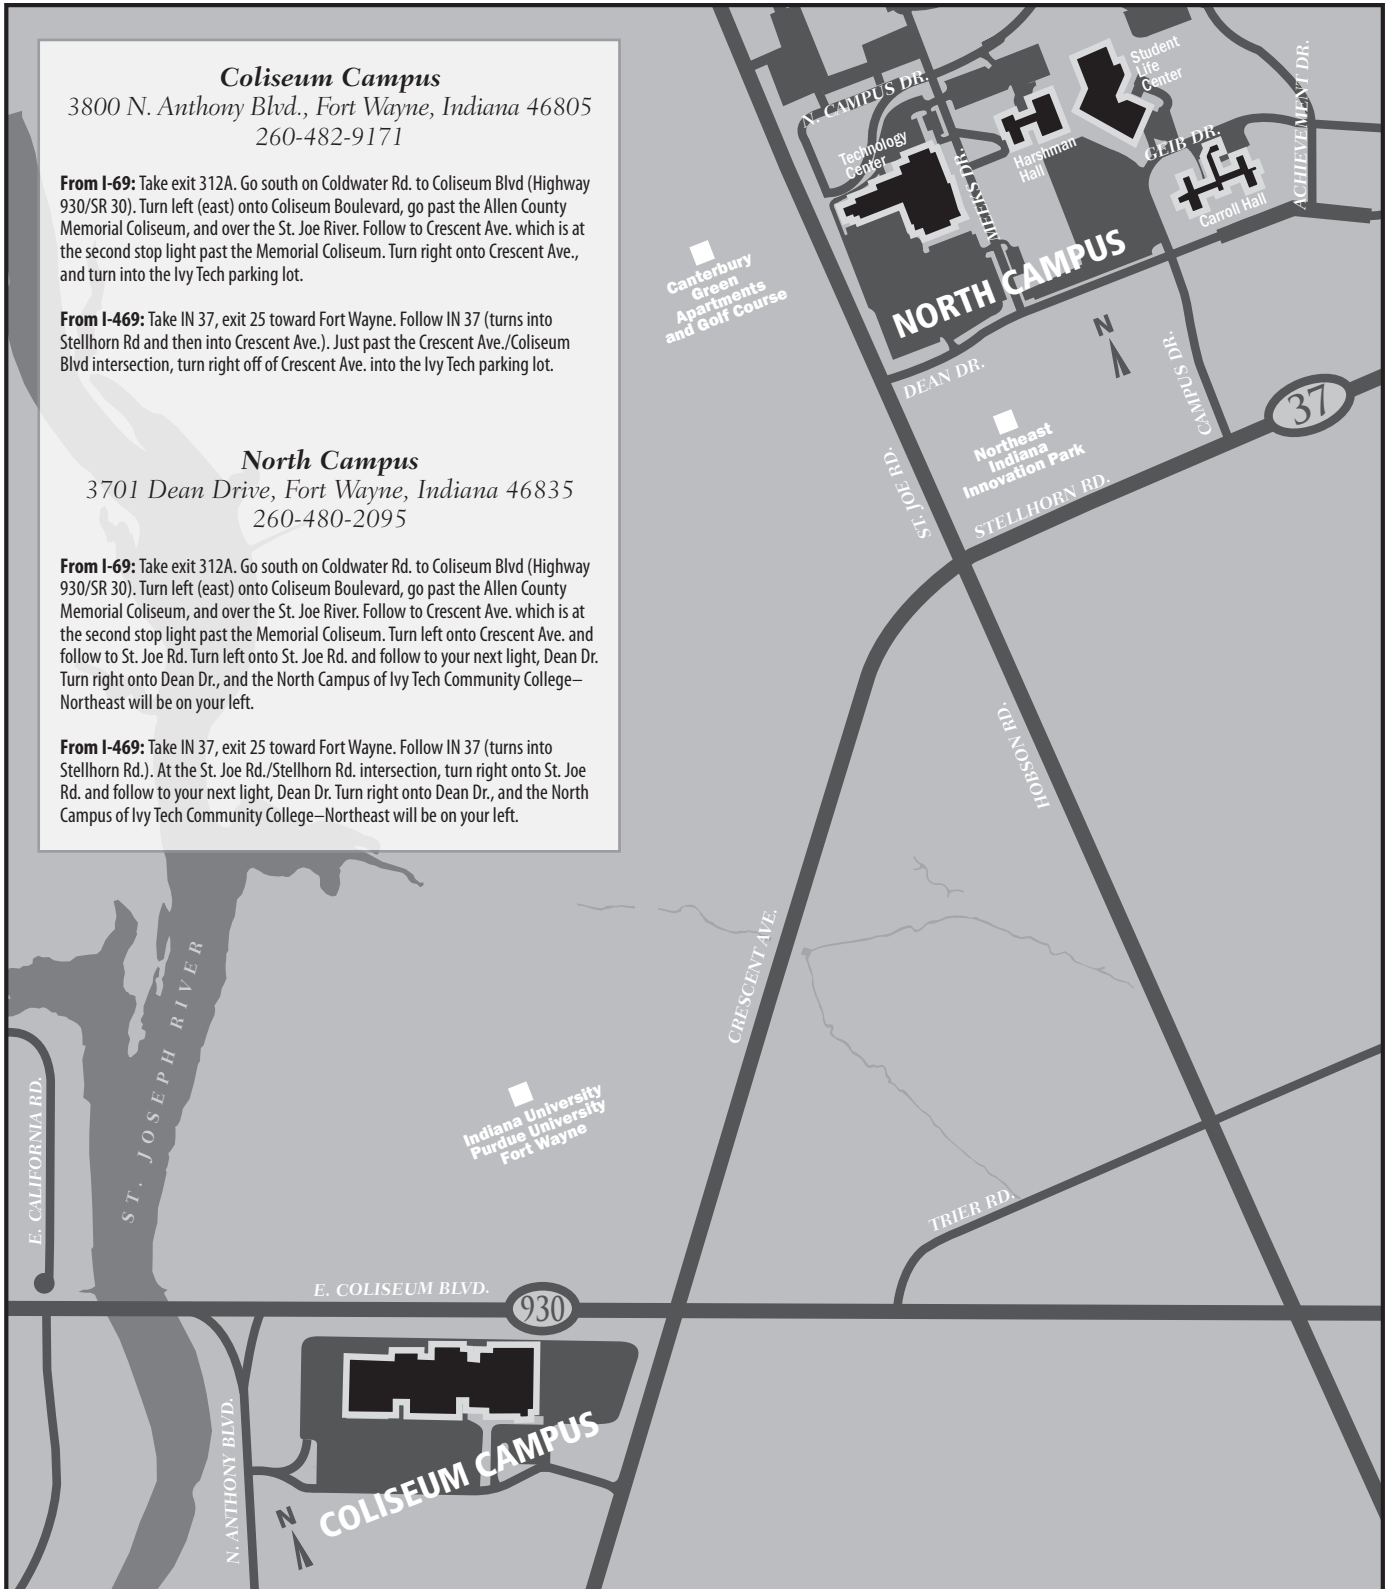 Coliseum Campus
3800 N. Anthony Blvd., Fort Wayne, Indiana 46805
260-482-9171
From I-69: Take exit 312A. Go south on Coldwater Rd. to Coliseum Blvd (Highway
930/SR 30). Turn left (east) onto Coliseum Boulevard, go past the Allen County
Memorial Coliseum, and over the St. Joe River. Follow to Crescent Ave. which is at
the second stop light past the Memorial Coliseum. Turn right onto Crescent Ave.,
and turn into the Ivy Tech parking lot.
From I-469: Take IN 37, exit 25 toward Fort Wayne. Follow IN 37 (turns into
Stellhorn Rd and then into Crescent Ave.). Just past the Crescent Ave./Coliseum
Blvd intersection, turn right off of Crescent Ave. into the Ivy Tech parking lot.
North Campus
3701 Dean Drive, Fort Wayne, Indiana 46835
260-480-2095
From I-69: Take exit 312A. Go south on Coldwater Rd. to Coliseum Blvd (Highway
930/SR 30). Turn left (east) onto Coliseum Boulevard, go past the Allen County
Memorial Coliseum, and over the St. Joe River. Follow to Crescent Ave. which is at
the second stop light past the Memorial Coliseum. Turn left onto Crescent Ave. and
follow to St. Joe Rd. Turn left onto St. Joe Rd. and follow to your next light, Dean Dr.
Turn right onto Dean Dr., and the North Campus of Ivy Tech Community College–
Northeast will be on your left.
From I-469: Take IN 37, exit 25 toward Fort Wayne. Follow IN 37 (turns into
Stellhorn Rd.). At the St. Joe Rd./Stellhorn Rd. intersection, turn right onto St. Joe
Rd. and follow to your next light, Dean Dr. Turn right onto Dean Dr., and the North
Campus of Ivy Tech Community College–Northeast will be on your left.
Student
Life
Center
N. CAMPUS DR.
ACHIEVEMENT DR.
Technology
Center
MIERS DR.
Harshman
Hall
GEIB DR.
Carroll Hall
NORTH CAMPUS
Canterbury
Green
Apartments
and Golf Course
N
DEAN DR.
CAMPUS DR.
37
Northeast
Indiana
Innovation Park
ST. JOE RD.
STELLHORN RD.
HOBSON RD.
CRESCENT AVE.
ST. JOSEPH RIVER
E. CALIFORNIA RD.
Indiana University
Purdue University
Fort Wayne
TRIER RD.
E. COLISEUM BLVD.
930
N. ANTHONY BLVD.
COLISEUM CAMPUS
N